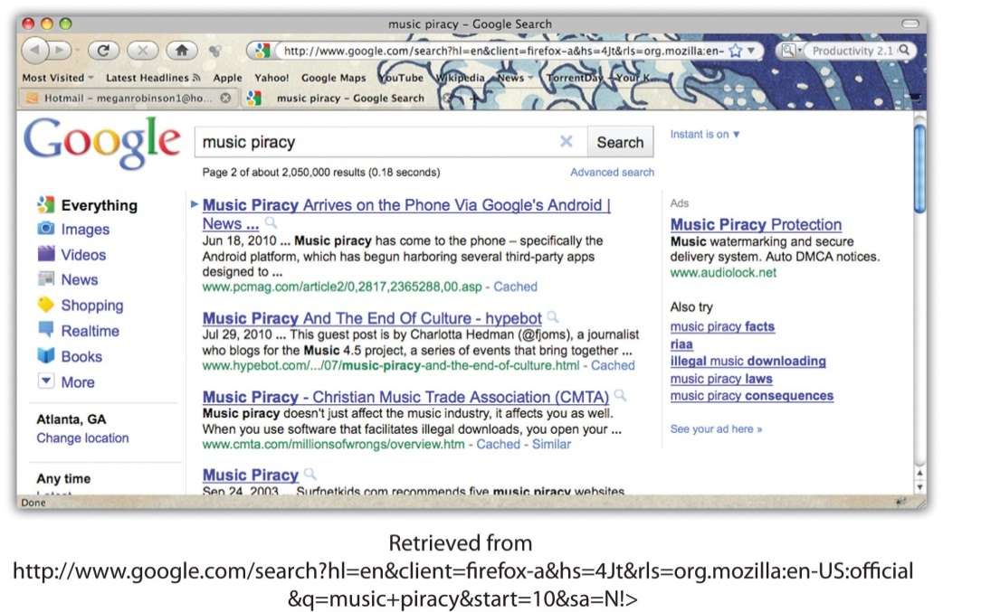 music piracy – Google Search
http://www.google.com/search?hl=en&client=firefox-a&hs=4Jt&rls=org.mozilla:en-
Productivity 2.1
Most Visited Latest Headlines Apple Yahoo! Google Maps YouTube Wikipedia News TorrentDay - Your K...
Hotmail – meganrobinson1@ho... music piracy – Google Search
Google
music piracy
Search
Instant is on ▼
Page 2 of about 2,050,000 results (0.18 seconds)
Advanced search
Everything
Images
Videos
News
Shopping
Realtime
Books
More
Atlanta, GA
Change location
Any time
Music Piracy Arrives on the Phone Via Google's Android |
News ...
Jun 18, 2010 ... Music piracy has come to the phone – specifically the
Android platform, which has begun harboring several third-party apps
designed to ...
www.pcmag.com/article2/0,2817,2365288,00.asp - Cached
Music Piracy And The End Of Culture - hypebot
Jul 29, 2010 ... This guest post is by Charlotta Hedman (@fjoms), a journalist
who blogs for the Music 4.5 project, a series of events that bring together ...
www.hypebot.com/.../07/music-piracy-and-the-end-of-culture.html - Cached
Music Piracy - Christian Music Trade Association (CMTA)
Music piracy doesn't just affect the music industry, it affects you as well.
When you use software that facilitates illegal downloads, you open your ...
www.cmta.com/millionsofwrongs/overview.htm - Cached - Similar
Music Piracy
Sep 24, 2003 ... Surfnetkids.com recommends five music piracy websites
Ads
Music Piracy Protection
Music watermarking and secure
delivery system. Auto DMCA notices.
www.audiolock.net
Also try
music piracy facts
riaa
illegal music downloading
music piracy laws
music piracy consequences
See your ad here »
Done
Retrieved from
http://www.google.com/search?hl=en&client=firefox-a&hs=4Jt&rls=org.mozilla:en-US:official
&q=music+piracy&start=10&sa=N!>